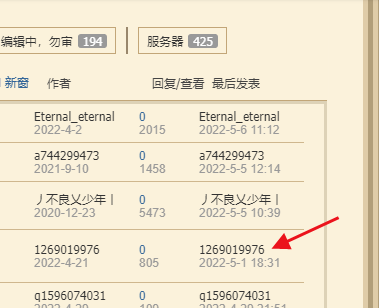 编辑中，勿审 194 服务器 425
新窗 作者 回复/查看 最后发表
Eternal_eternal 0 Eternal_eternal
2022-4-2 2015 2022-5-6 11:12
a744299473 0 a744299473
2021-9-10 1458 2022-5-5 12:14
丿不良乂少年丨 0 丿不良乂少年丨
2020-12-23 5473 2022-5-5 10:39
1269019976 0 1269019976
2022-4-21 805 2022-5-1 18:31
q1596074031 0 q1596074031